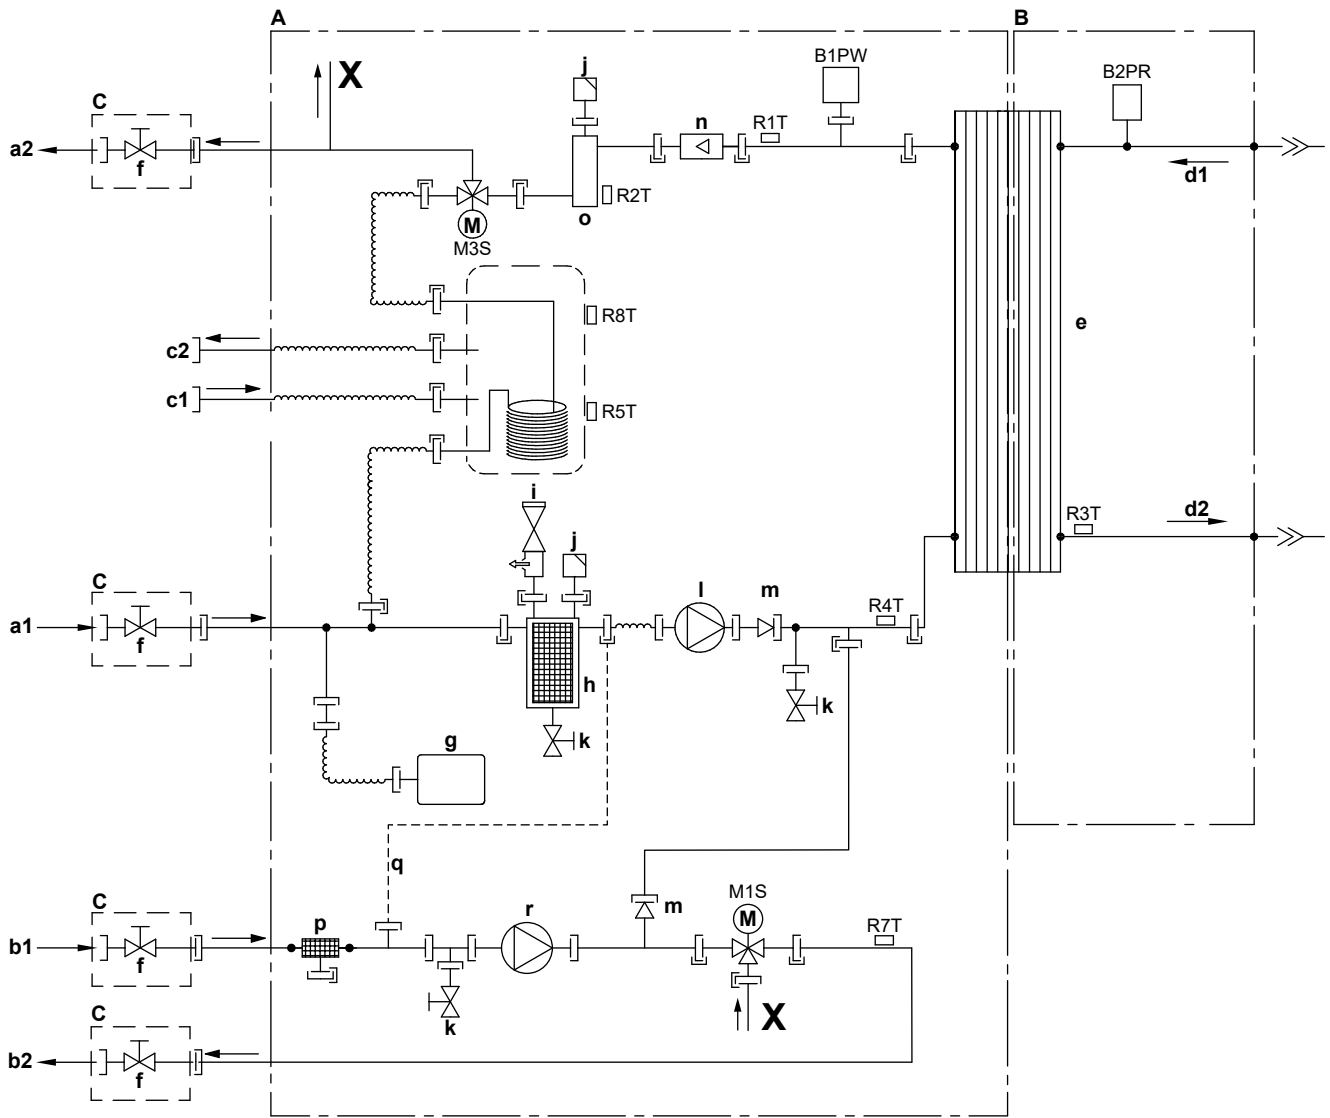 A
B
X
j
B1PW
B2PR
C
a2
f
n
R1T
d1
R2T
o
M
M3S
R8T
c2
e
c1
R5T
i
R3T
d2
j
C
l
m
R4T
a1
f
h
k
k
g
q
C
M1S
r
m
M
R7T
p
b1
f
C
X
k
b2
f